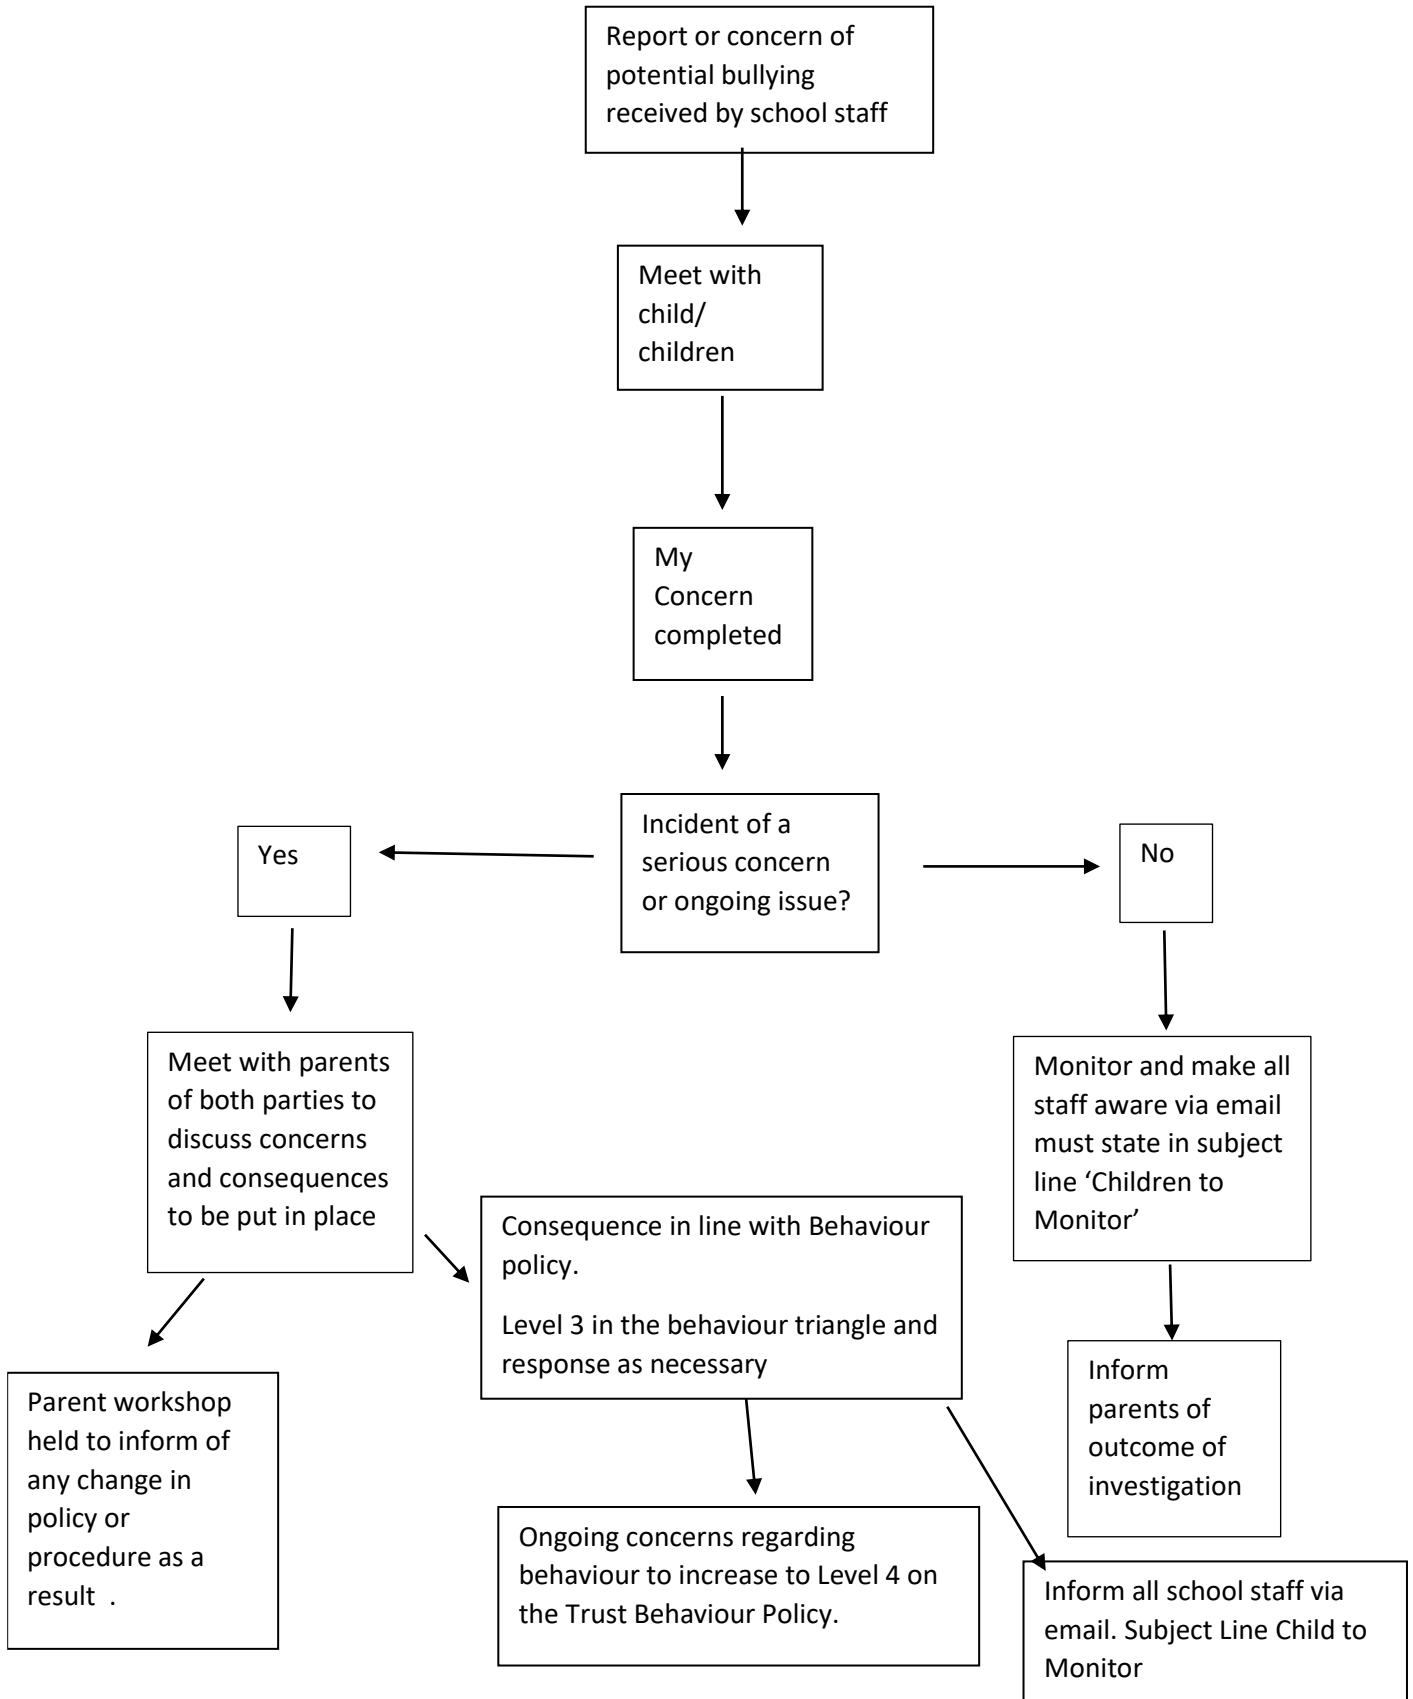 Report or concern of
potential bullying
received by school staff
Meet with
child/
children
My
Concern
completed
Incident of a
serious concern
or ongoing issue?
Yes
No
Meet with parents
of both parties to
discuss concerns
and consequences
to be put in place
Monitor and make all
staff aware via email
must state in subject
line ‘Children to
Monitor’
Consequence in line with Behaviour
policy.
Level 3 in the behaviour triangle and
response as necessary
Parent workshop
held to inform of
any change in
policy or
procedure as a
result .
Inform
parents of
outcome of
investigation
Ongoing concerns regarding
behaviour to increase to Level 4 on
the Trust Behaviour Policy.
Inform all school staff via
email. Subject Line Child to
Monitor